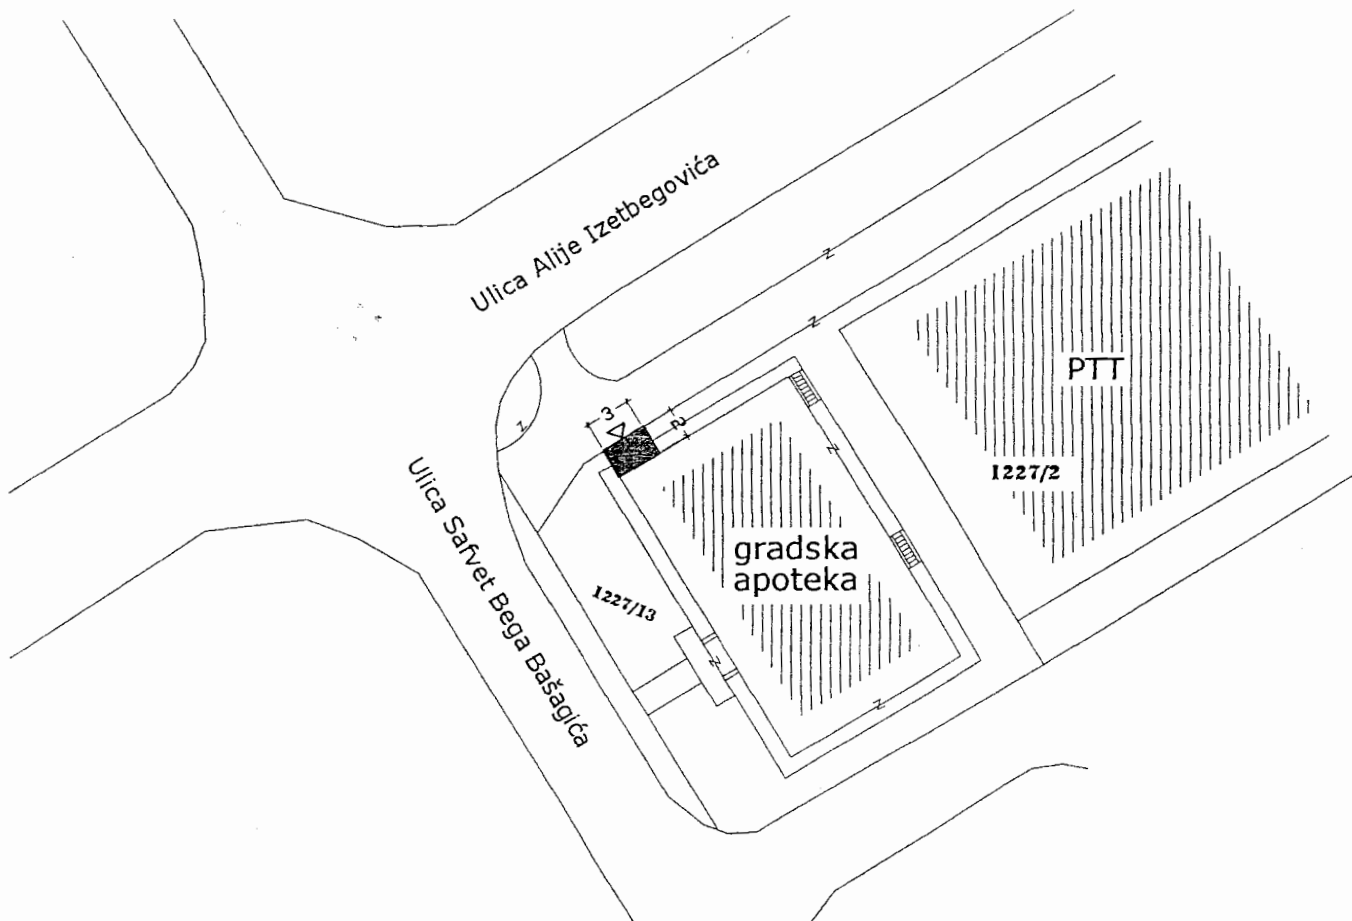 Ulica Alije Izetbegovića
PTT
3
2
1227/2
Ulica Safvet Bega Bašagića
gradska
apoteka
1227/13